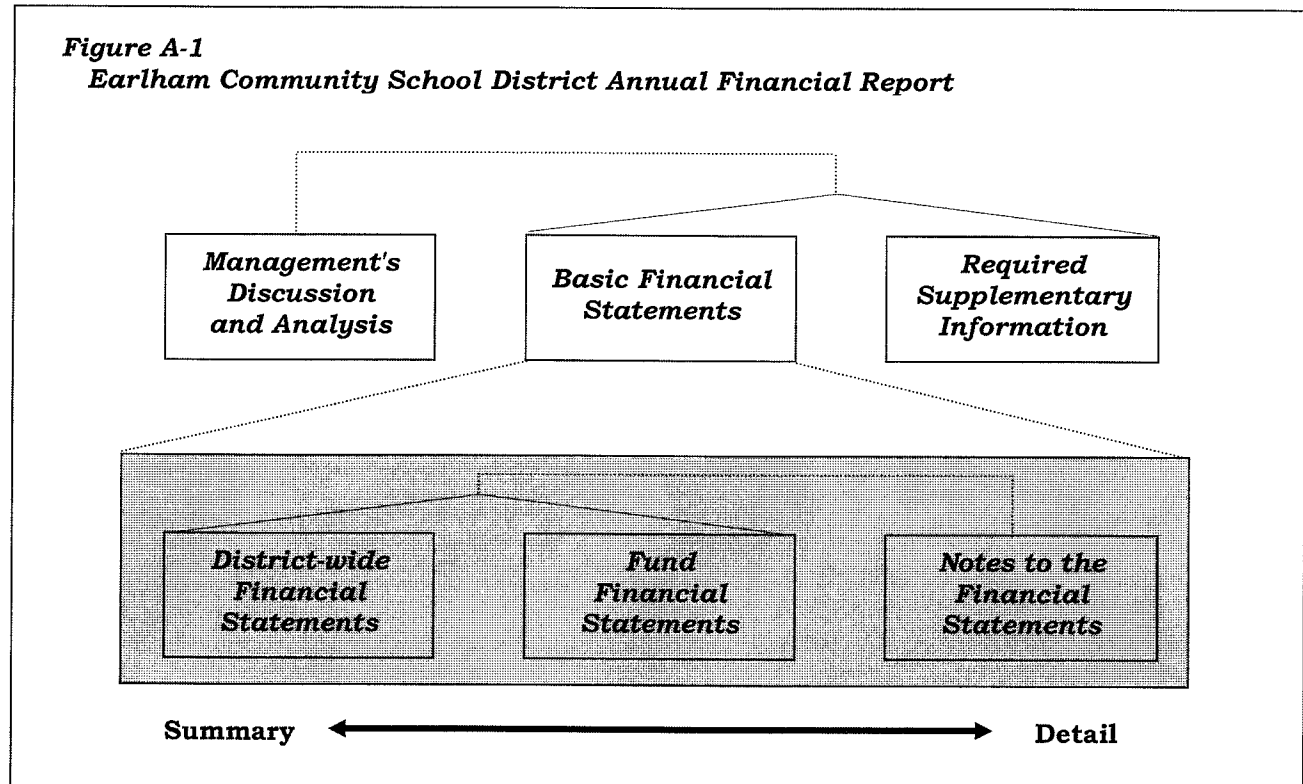 Figure A-1
Earlham Community School District Annual Financial Report
Management's
Discussion
and Analysis
Basic Financial
Statements
Required
Supplementary
Information
District-wide
Financial
Statements
Fund
Financial
Statements
Notes to the
Financial
Statements
Summary
Detail